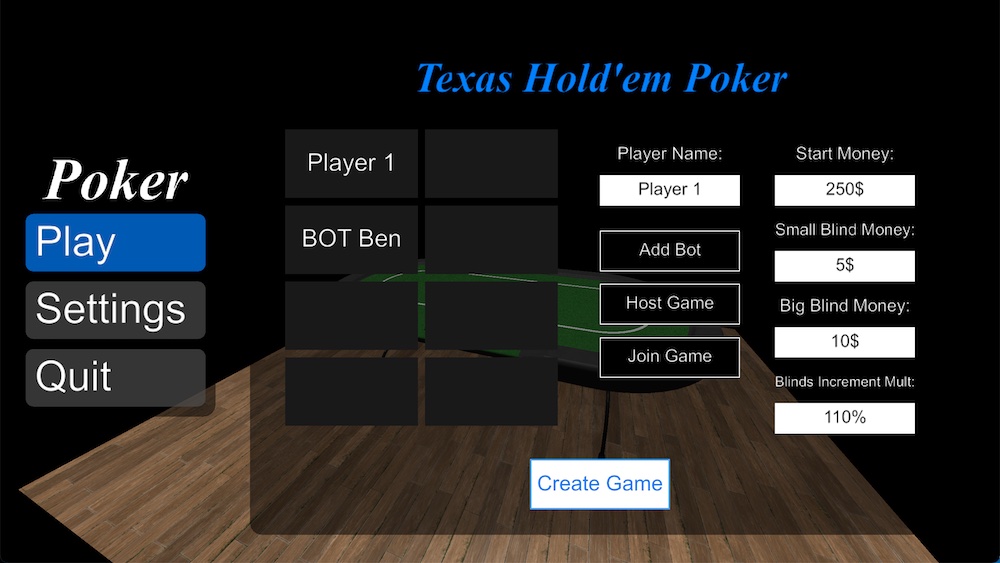 Texas Hold'em Poker
Poker
Play
Settings
Quit
Player 1
BOT Ben
Player Name:
Player 1
Add Bot
Host Game
Join Game
Start Money:
250$
Small Blind Money:
5$
Big Blind Money:
10$
Blinds Increment Mult:
110%
Create Game